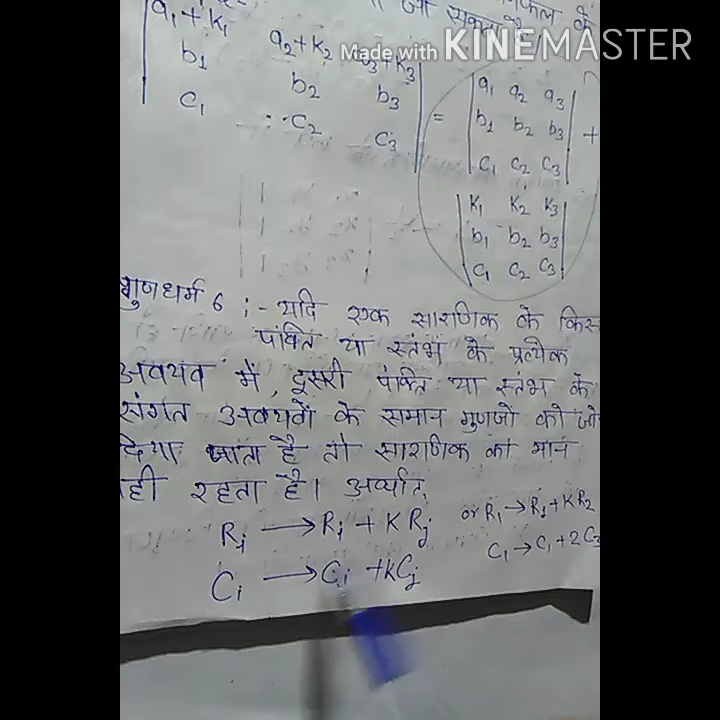 सकता है।
Made with KINEMASTER
| a₁+K₁ a₂+K₂ a₃+K₃ |
| b₁ b₂ b₃ |
| c₁ c₂ c₃ |
= | a₁ a₂ a₃ |
| b₁ b₂ b₃ |
| c₁ c₂ c₃ | +
| K₁ K₂ K₃ |
| b₁ b₂ b₃ |
| c₁ c₂ c₃ |
गुणधर्म 6 :- यदि एक सारणिक के किस
पंक्ति या स्तंभ के प्रत्येक
अवयव में, दूसरी पंक्ति या स्तंभ के
संगत अवयवों के समान गुणजो को जो
दिया जाता है तो सारणिक का मान
ही रहता है। अर्थात्
Rᵢ → Rᵢ + K Rⱼ or R₁ → R₁ + KR₂
Cᵢ → Cᵢ + KCⱼ C₁ → C₁ + 2C₃